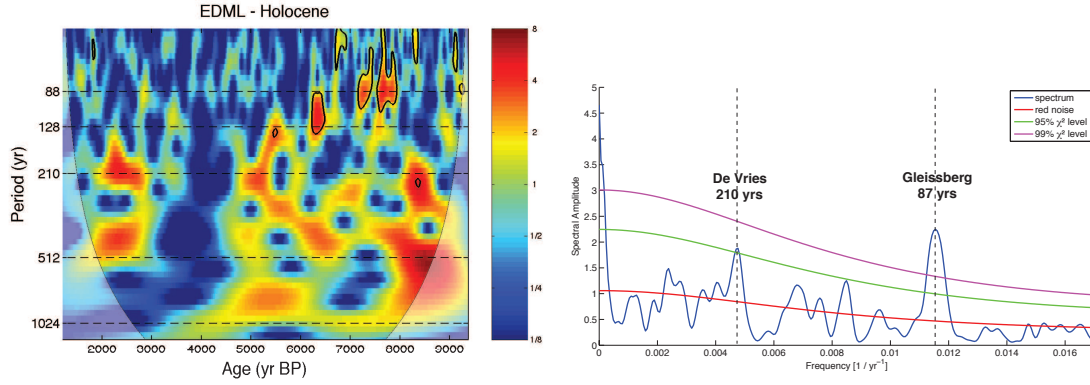 EDML - Holocene
Period (yr)
88
128
210
512
1024
2000 3000 4000 5000 6000 7000 8000 9000
Age (yr BP)
8
4
2
1
1/2
1/4
1/8
Spectral Amplitude
5
4.5
4
3.5
3
2.5
2
1.5
1
0.5
0
0 0.002 0.004 0.006 0.008 0.01 0.012 0.014 0.016
Frequency [1 / yr⁻¹]
De Vries
210 yrs
Gleissberg
87 yrs
spectrum
red noise
95% χ² level
99% χ² level